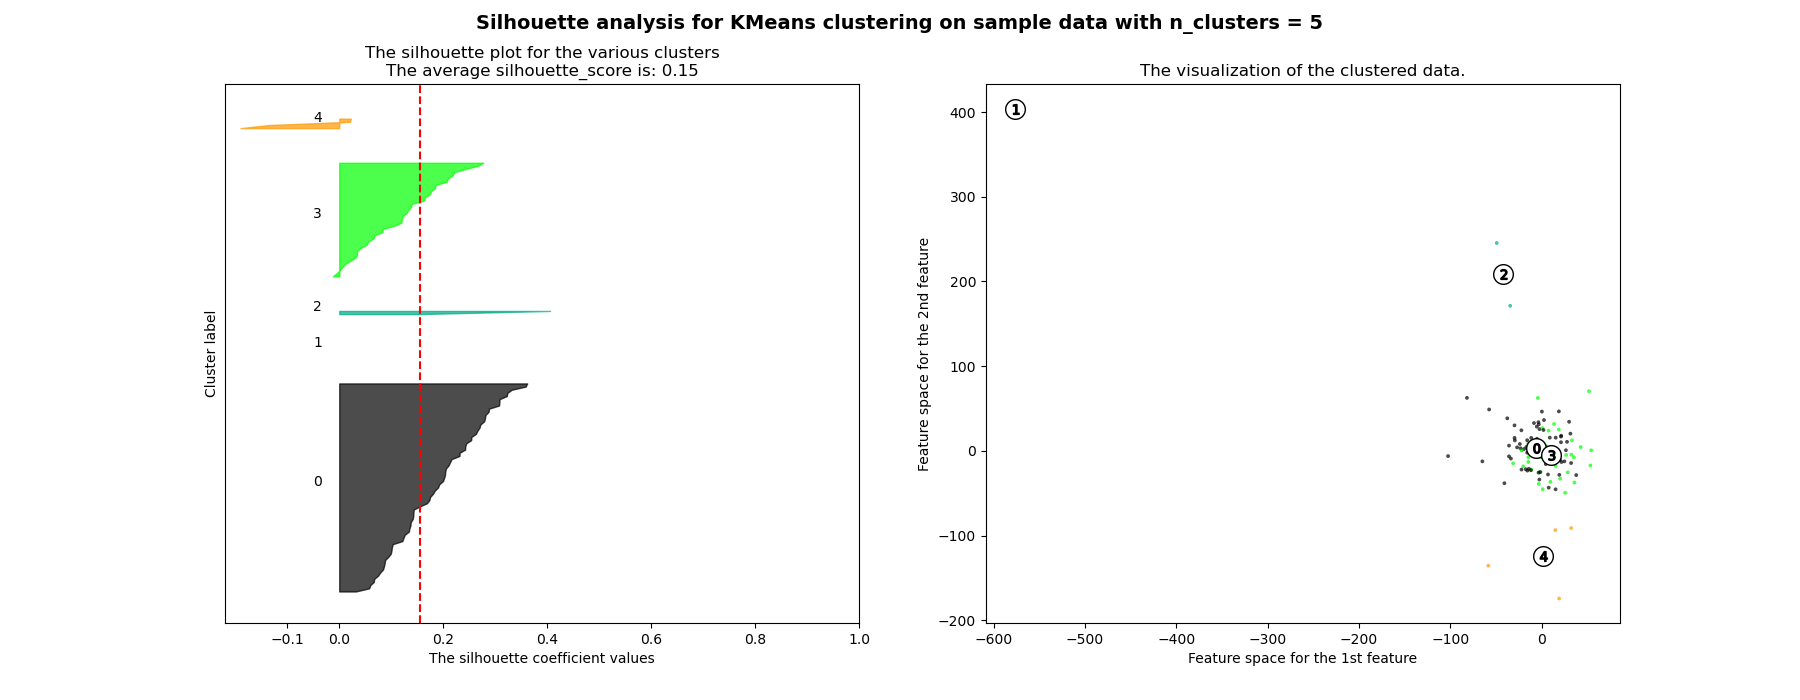 Silhouette analysis for KMeans clustering on sample data with n_clusters = 5
The silhouette plot for the various clusters
The average silhouette_score is: 0.15
Cluster label
4
3
2
1
0
−0.1 0.0 0.2 0.4 0.6 0.8 1.0
The silhouette coefficient values
The visualization of the clustered data.
Feature space for the 2nd feature
400
300
200
100
0
−100
−200
1
2
0
3
4
−600 −500 −400 −300 −200 −100 0
Feature space for the 1st feature